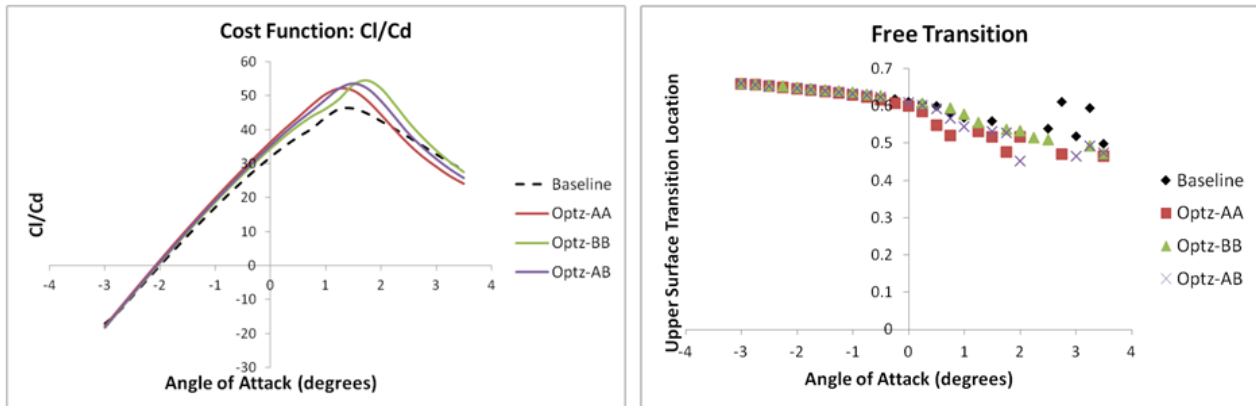 Cost Function: Cl/Cd
60
50
40
30
20
10
0
-10
-20
-30
-4
-3
-2
-1
0
1
2
3
4
Cl/Cd
Angle of Attack (degrees)
Baseline
Optz-AA
Optz-BB
Optz-AB
Free Transition
0.7
0.6
0.5
0.4
0.3
0.2
0.1
0
-4
-3
-2
-1
0
1
2
3
4
Upper Surface Transition Location
Angle of Attack (degrees)
Baseline
Optz-AA
Optz-BB
Optz-AB